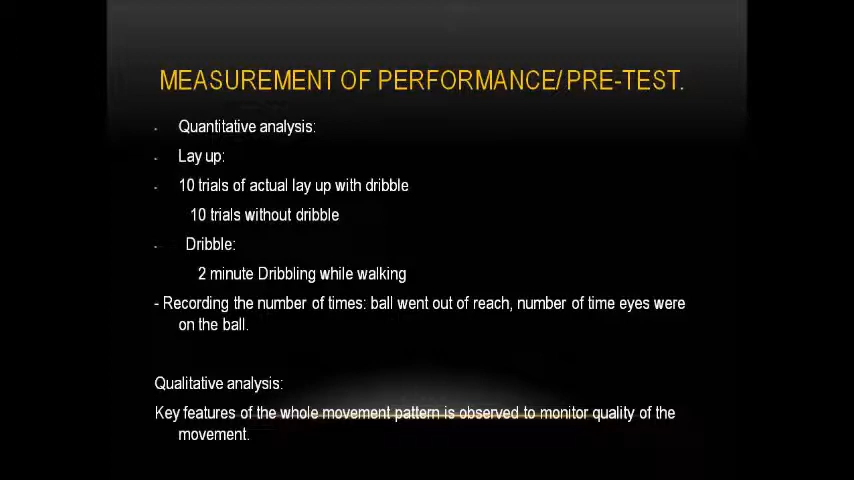 MEASUREMENT OF PERFORMANCE/ PRE-TEST.
- Quantitative analysis:
- Lay up:
- 10 trials of actual lay up with dribble
10 trials without dribble
- Dribble:
2 minute Dribbling while walking
- Recording the number of times: ball went out of reach, number of time eyes were
on the ball.
Qualitative analysis:
Key features of the whole movement pattern is observed to monitor quality of the
movement.